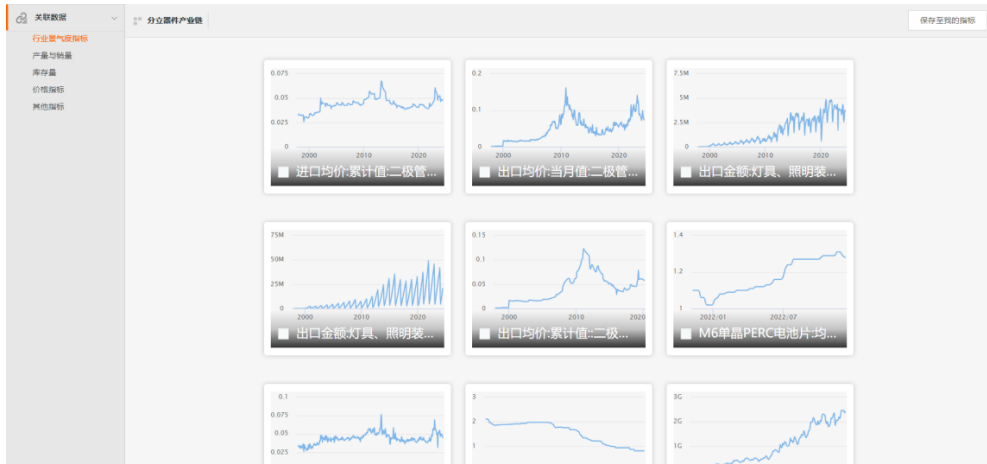 关联数据
分立器件产业链
保存至我的指标
行业景气度指标
产量与销量
库存量
价格指标
其他指标
0.075
0.05
0.025
0
2000 2010 2020
进口均价:累计值:二极管...
0.2
0.1
0
2000 2010 2020
出口均价:当月值:二极管...
7.5M
5M
2.5M
0
2000 2010 2020
出口金额:灯具、照明装...
75M
50M
25M
0
2000 2010 2020
出口金额:灯具、照明装...
0.15
0.1
0.05
0
2000 2010 2020
出口均价:累计值::二极...
1.4
1.2
1
2022/01 2022/07
M6单晶PERC电池片:均...
0.1
0.075
0.05
0.025
3
2
1
3G
2G
1G